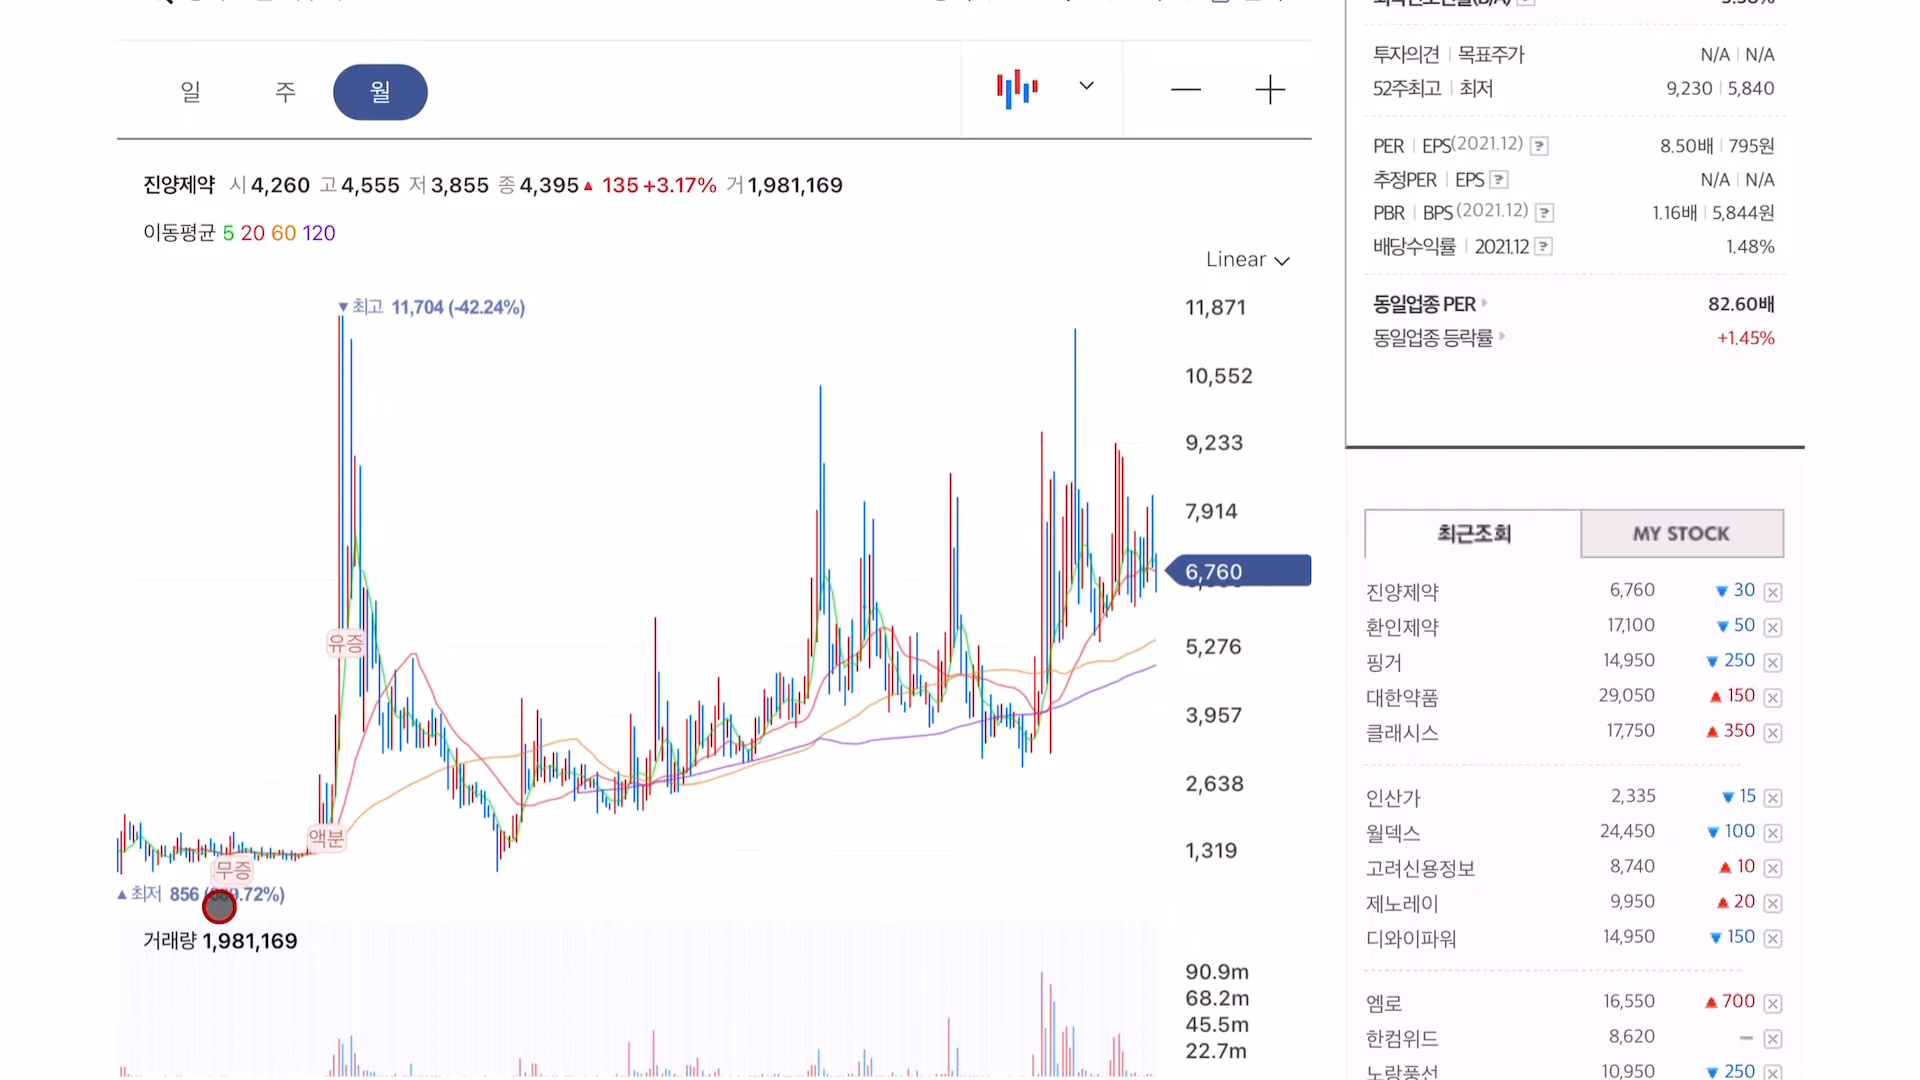 일 주 월
진양제약 시 4,260 고 4,555 저 3,855 종 4,395 ▲ 135 +3.17% 거 1,981,169
이동평균 5 20 60 120
Linear
▼최고 11,704 (-42.24%)
11,871
10,552
9,233
7,914
6,760
5,276
3,957
2,638
1,319
유증
액분
무증
▲최저 856
거래량 1,981,169
90.9m
68.2m
45.5m
22.7m
투자의견 | 목표주가 N/A | N/A
52주최고 | 최저 9,230 | 5,840
PER | EPS(2021.12) ? 8.50배 | 795원
추정PER | EPS ? N/A | N/A
PBR | BPS (2021.12) ? 1.16배 | 5,844원
배당수익률 | 2021.12 ? 1.48%
동일업종 PER 82.60배
동일업종 등락률 +1.45%
최근조회 MY STOCK
진양제약 6,760 ▼ 30
환인제약 17,100 ▼ 50
핑거 14,950 ▼ 250
대한약품 29,050 ▲ 150
클래시스 17,750 ▲ 350
인산가 2,335 ▼ 15
월덱스 24,450 ▼ 100
고려신용정보 8,740 ▲ 10
제노레이 9,950 ▲ 20
디와이파워 14,950 ▼ 150
엠로 16,550 ▲ 700
한컴위드 8,620 –
노랑풍선 10,950 ▼ 250